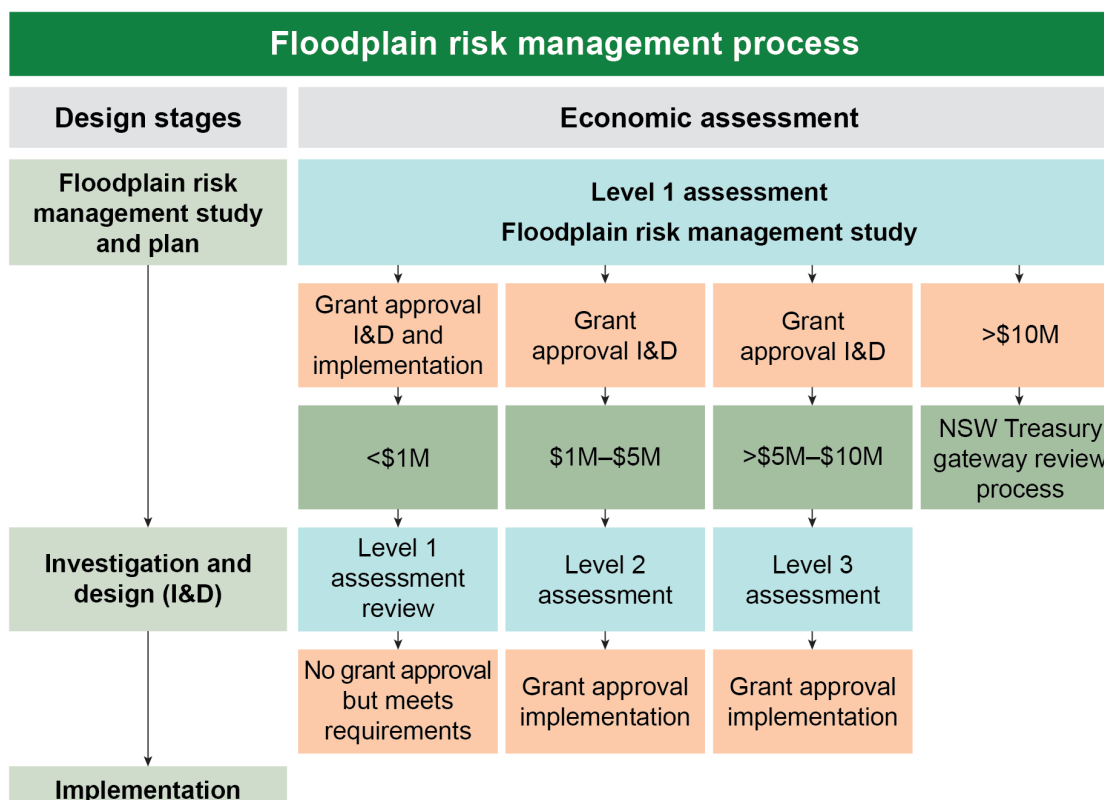 Floodplain risk management process
Design stages
Economic assessment
Floodplain risk
management study
and plan
Level 1 assessment
Floodplain risk management study
Grant approval
I&D and
implementation
Grant
approval I&D
Grant
approval I&D
>$10M
<$1M
$1M–$5M
>$5M–$10M
NSW Treasury
gateway review
process
Investigation and
design (I&D)
Level 1
assessment
review
Level 2
assessment
Level 3
assessment
No grant approval
but meets
requirements
Grant approval
implementation
Grant approval
implementation
Implementation